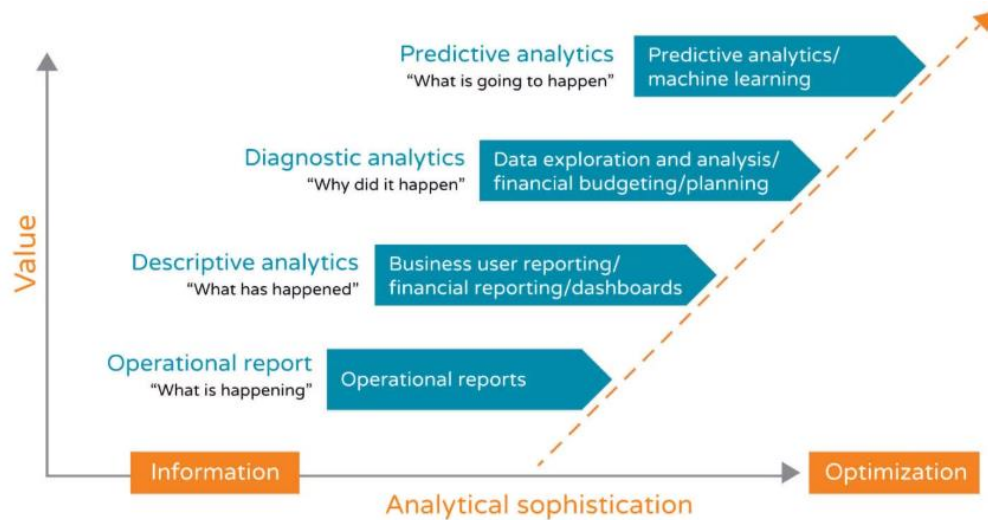 Predictive analytics
“What is going to happen”
Predictive analytics/
machine learning
Diagnostic analytics
“Why did it happen”
Data exploration and analysis/
financial budgeting/planning
Value
Descriptive analytics
“What has happened”
Business user reporting/
financial reporting/dashboards
Operational report
“What is happening”
Operational reports
Information
Optimization
Analytical sophistication